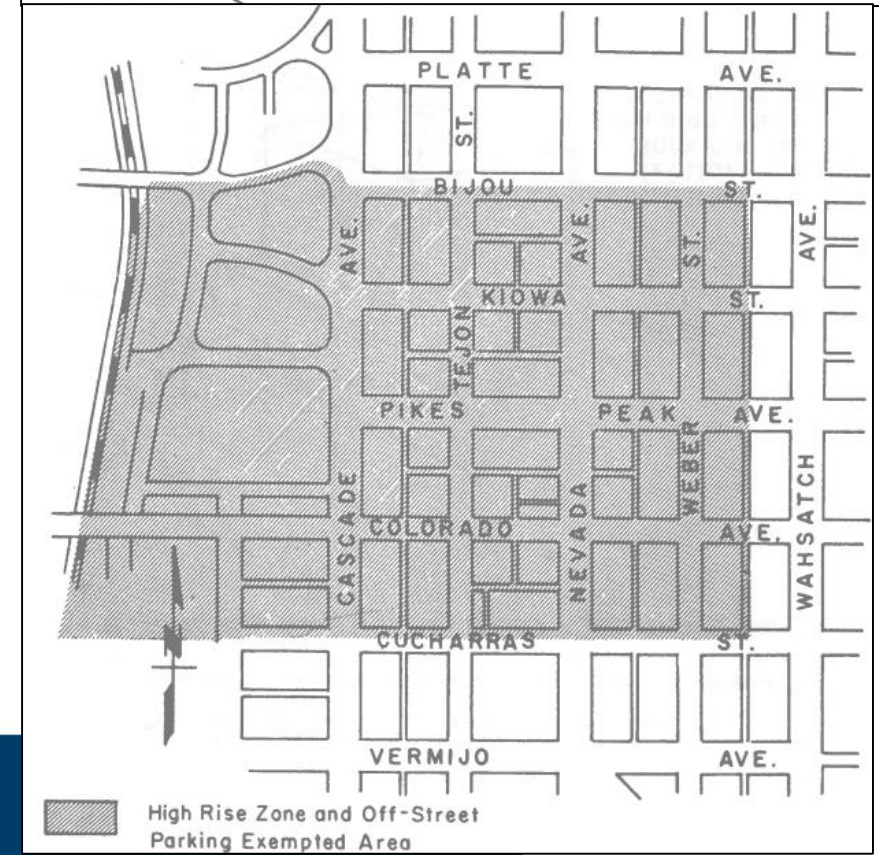 PLATTE AVE.
ST.
BIJOU ST.
AVE.
AVE.
ST.
AVE.
KIOWA ST.
TEJON
PIKES PEAK AVE.
WEBER
CASCADE
NEVADA
WAHSATCH
COLORADO AVE.
CUCHARRAS ST.
N
VERMIJO AVE.
High Rise Zone and Off-Street
Parking Exempted Area